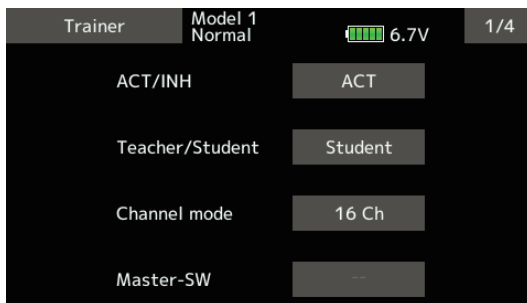 Trainer
Model 1
Normal
6.7V
1/4
ACT/INH ACT
Teacher/Student Student
Channel mode 16 Ch
Master-SW --